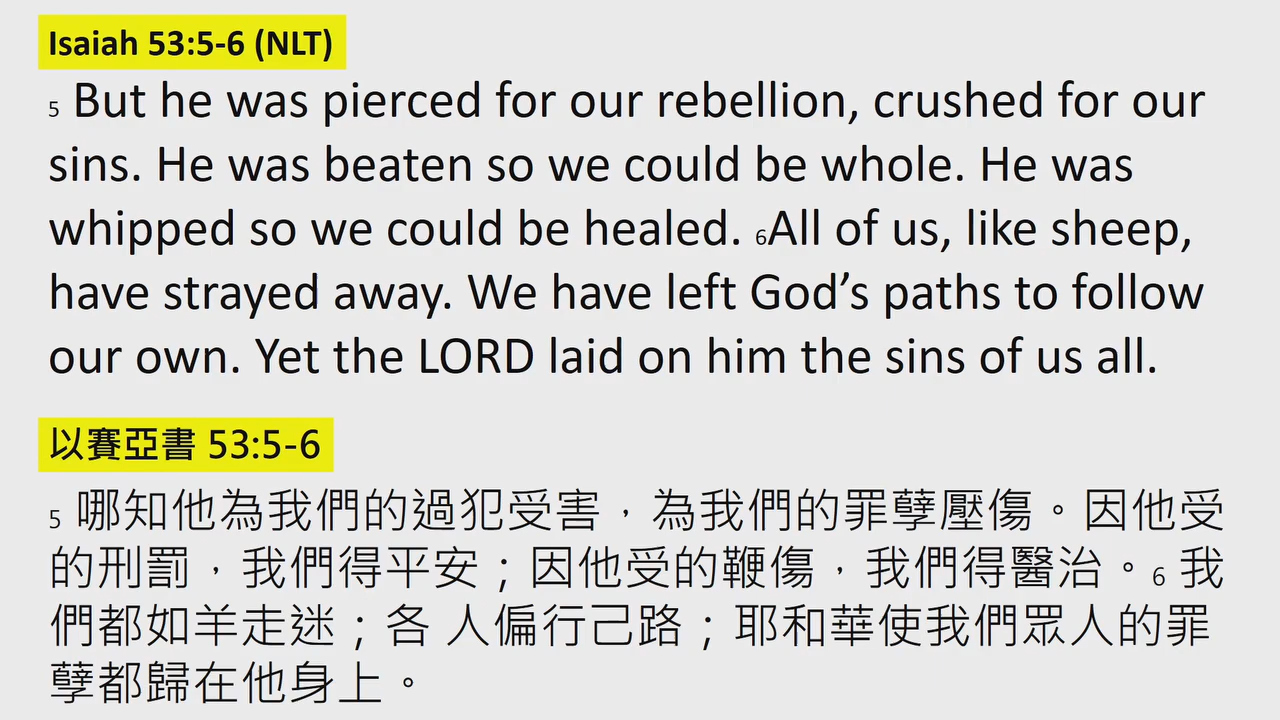 Isaiah 53:5-6 (NLT)
5 But he was pierced for our rebellion, crushed for our
sins. He was beaten so we could be whole. He was
whipped so we could be healed. 6All of us, like sheep,
have strayed away. We have left God’s paths to follow
our own. Yet the LORD laid on him the sins of us all.
以賽亞書 53:5-6
5 哪知他為我們的過犯受害，為我們的罪孽壓傷。因他受
的刑罰，我們得平安；因他受的鞭傷，我們得醫治。6 我
們都如羊走迷；各 人偏行己路；耶和華使我們眾人的罪
孽都歸在他身上。